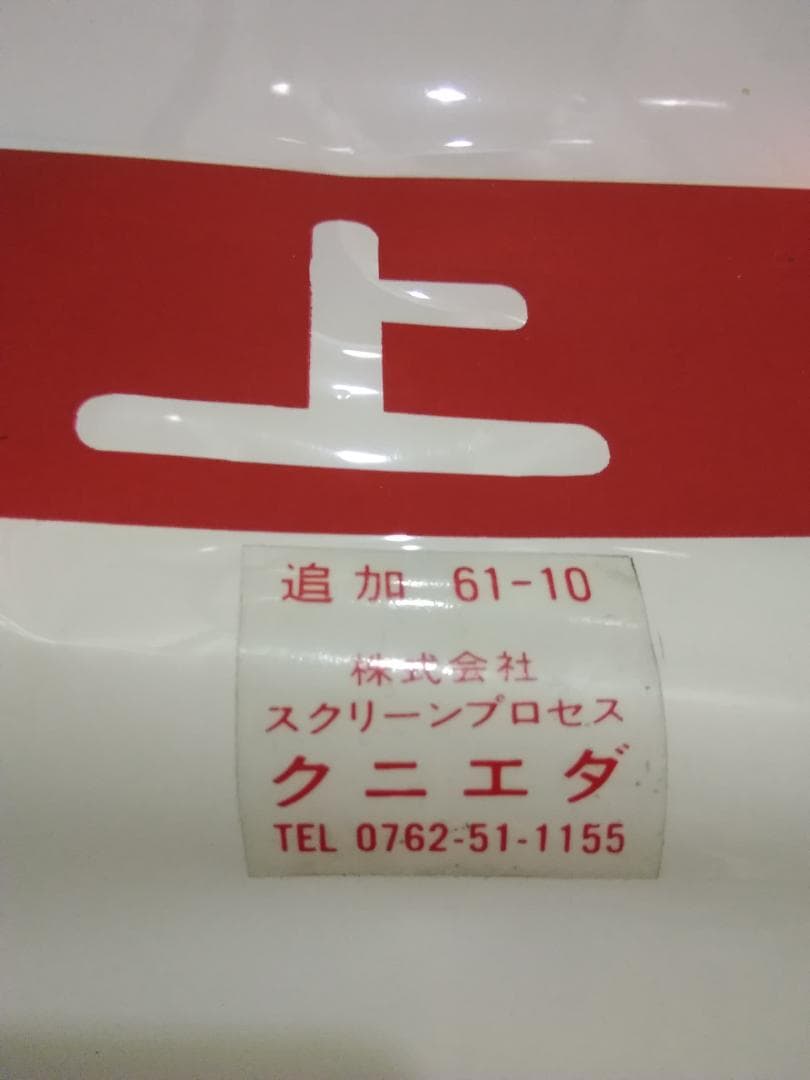 上
追加 61-10
株式会社
スクリーンプロセス
クニエダ
TEL 0762-51-1155